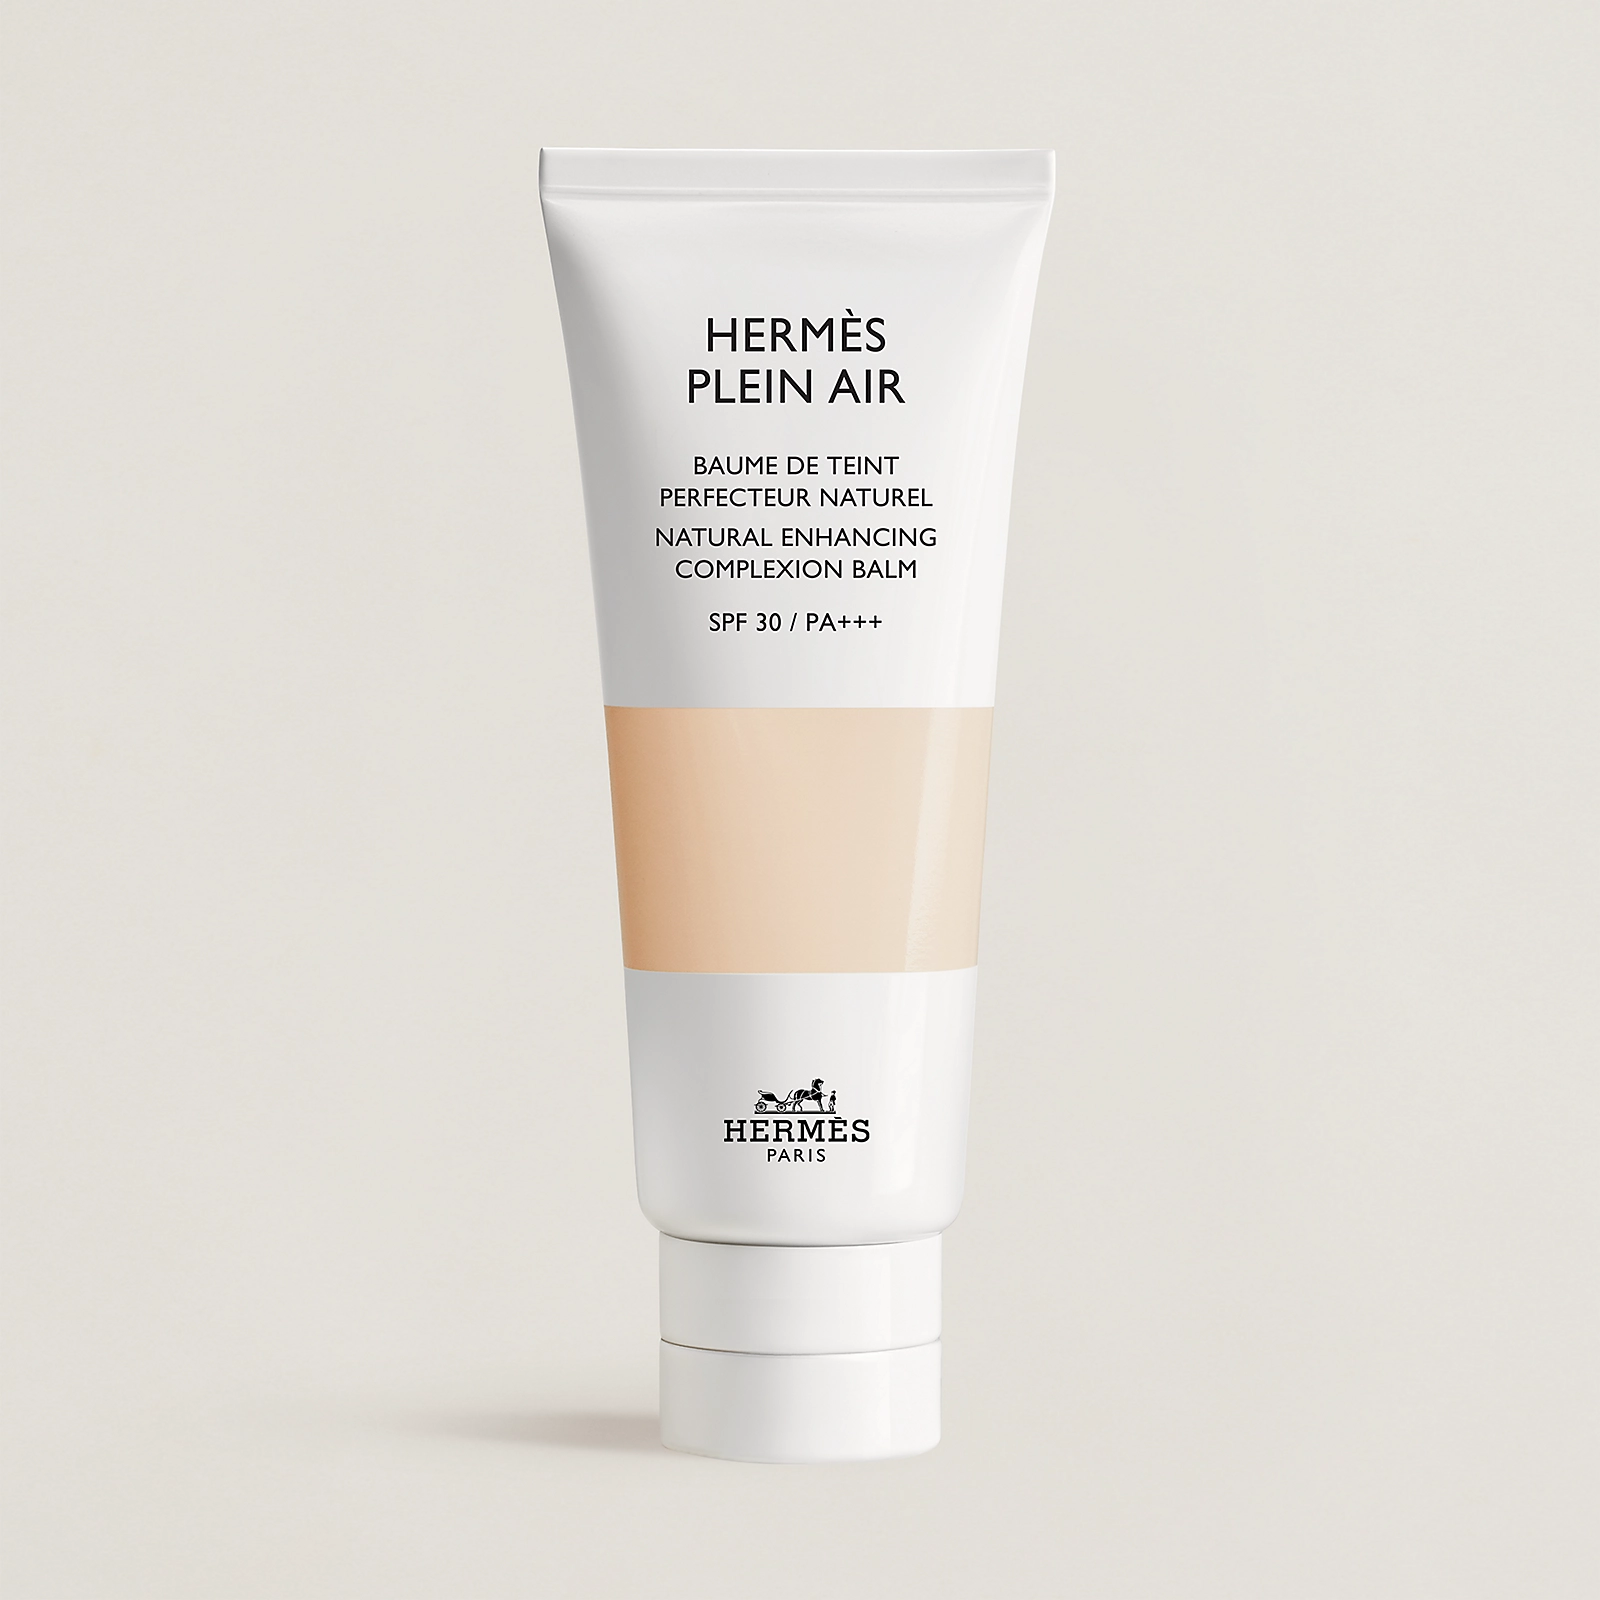 HERMÈS
PLEIN AIR
BAUME DE TEINT
PERFECTEUR NATUREL
NATURAL ENHANCING
COMPLEXION BALM
SPF 30 / PA+++
HERMÈS
PARIS